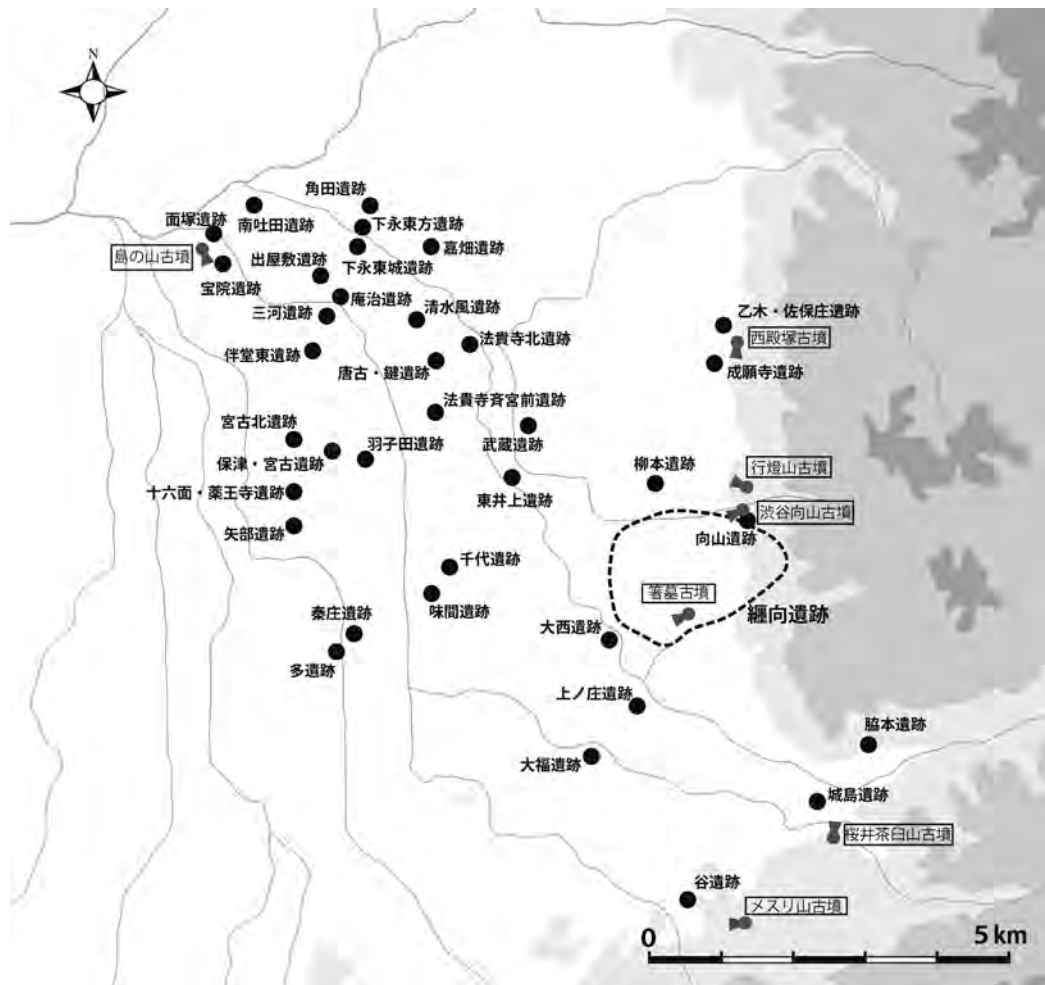 N
角田遺跡
面塚遺跡
南吐田遺跡
下永東方遺跡
島の山古墳
出屋敷遺跡
下永東城遺跡
嘉畑遺跡
宝院遺跡
庵治遺跡
三河遺跡
清水風遺跡
乙木・佐保庄遺跡
西殿塚古墳
法貴寺北遺跡
伴堂東遺跡
唐古・鍵遺跡
成願寺遺跡
法貴寺斉宮前遺跡
宮古北遺跡
羽子田遺跡
武蔵遺跡
保津・宮古遺跡
柳本遺跡
行燈山古墳
十六面・薬王寺遺跡
東井上遺跡
渋谷向山古墳
矢部遺跡
向山遺跡
千代遺跡
箸墓古墳
味間遺跡
纒向遺跡
秦庄遺跡
大西遺跡
多遺跡
上ノ庄遺跡
脇本遺跡
大福遺跡
城島遺跡
桜井茶臼山古墳
谷遺跡
メスリ山古墳
0 5 km